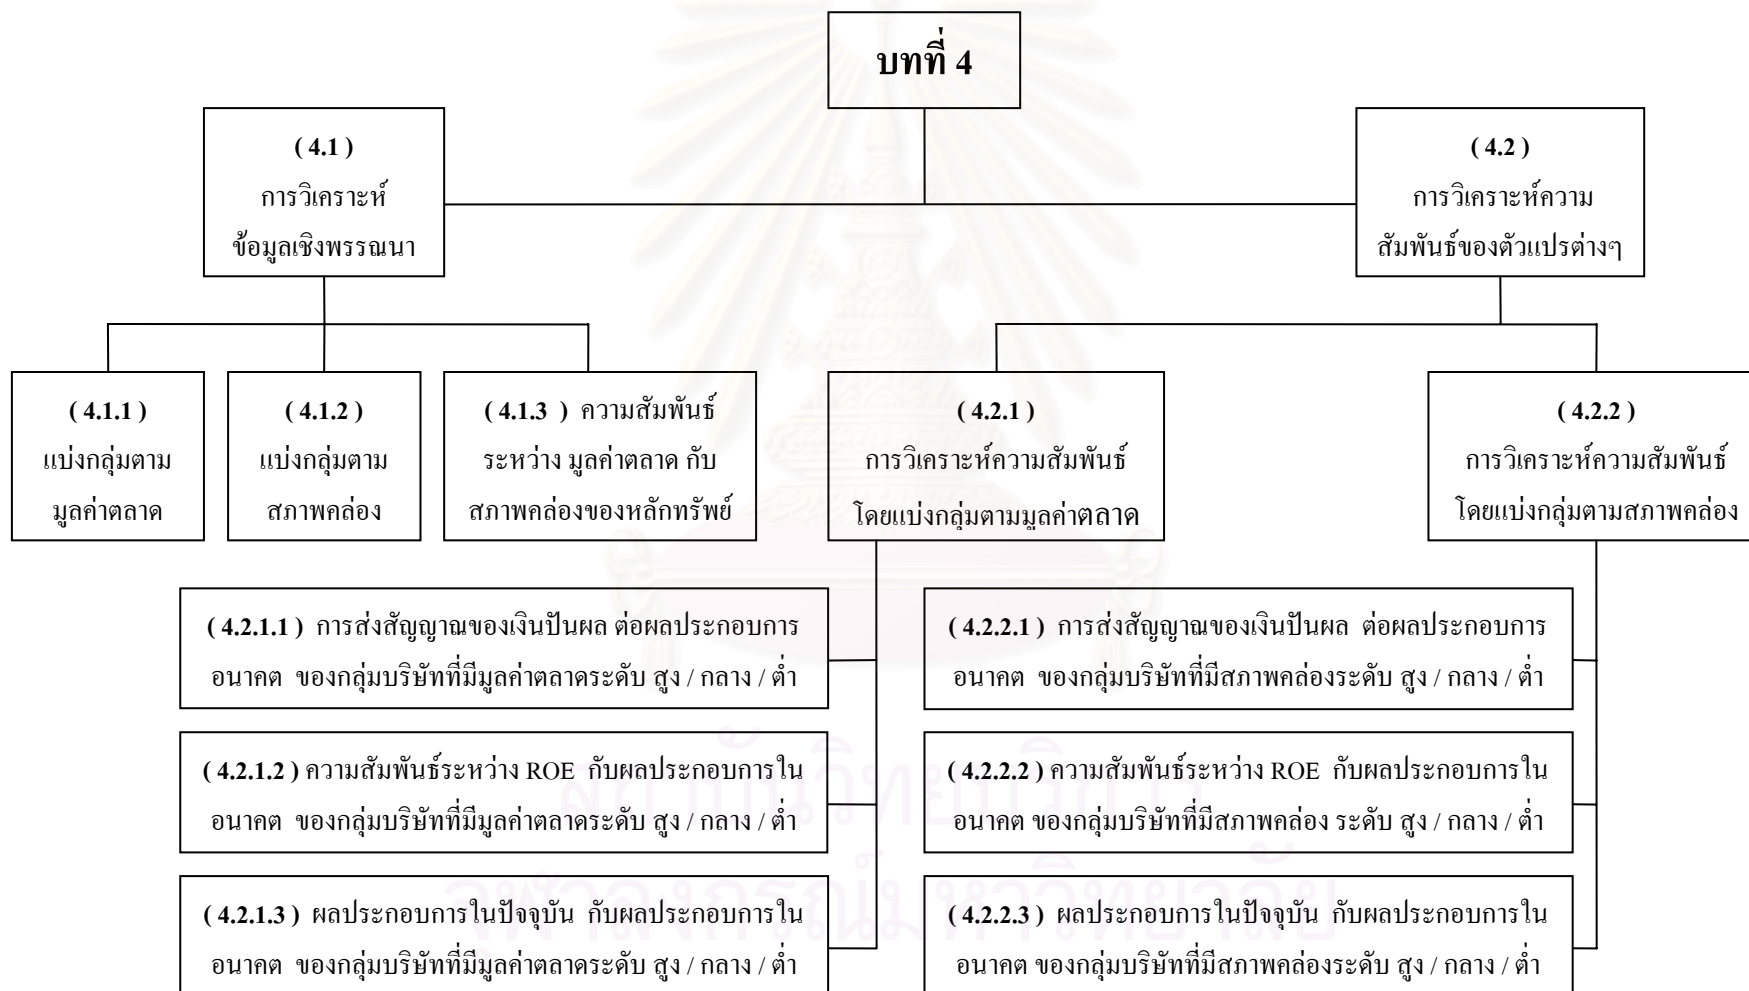 บทที่ 4
( 4.1 )
การวิเคราะห์
ข้อมูลเชิงพรรณนา
( 4.2 )
การวิเคราะห์ความ
สัมพันธ์ของตัวแปรต่างๆ
( 4.1.1 )
แบ่งกลุ่มตาม
มูลค่าตลาด
( 4.1.2 )
แบ่งกลุ่มตาม
สภาพคล่อง
( 4.1.3 ) ความสัมพันธ์
ระหว่าง มูลค่าตลาด กับ
สภาพคล่องของหลักทรัพย์
( 4.2.1 )
การวิเคราะห์ความสัมพันธ์
โดยแบ่งกลุ่มตามมูลค่าตลาด
( 4.2.2 )
การวิเคราะห์ความสัมพันธ์
โดยแบ่งกลุ่มตามสภาพคล่อง
( 4.2.1.1 ) การส่งสัญญาณของเงินปันผล ต่อผลประกอบการ
อนาคต ของกลุ่มบริษัทที่มีมูลค่าตลาดระดับ สูง / กลาง / ต่ำ
( 4.2.1.2 ) ความสัมพันธ์ระหว่าง ROE กับผลประกอบการใน
อนาคต ของกลุ่มบริษัทที่มีมูลค่าตลาดระดับ สูง / กลาง / ต่ำ
( 4.2.1.3 ) ผลประกอบการในปัจจุบัน กับผลประกอบการใน
อนาคต ของกลุ่มบริษัทที่มีมูลค่าตลาดระดับ สูง / กลาง / ต่ำ
( 4.2.2.1 ) การส่งสัญญาณของเงินปันผล ต่อผลประกอบการ
อนาคต ของกลุ่มบริษัทที่มีสภาพคล่องระดับ สูง / กลาง / ต่ำ
( 4.2.2.2 ) ความสัมพันธ์ระหว่าง ROE กับผลประกอบการใน
อนาคต ของกลุ่มบริษัทที่มีสภาพคล่อง ระดับ สูง / กลาง / ต่ำ
( 4.2.2.3 ) ผลประกอบการในปัจจุบัน กับผลประกอบการใน
อนาคต ของกลุ่มบริษัทที่มีสภาพคล่องระดับ สูง / กลาง / ต่ำ
สถาบันวิทยบริการ
จุฬาลงกรณ์มหาวิทยาลัย